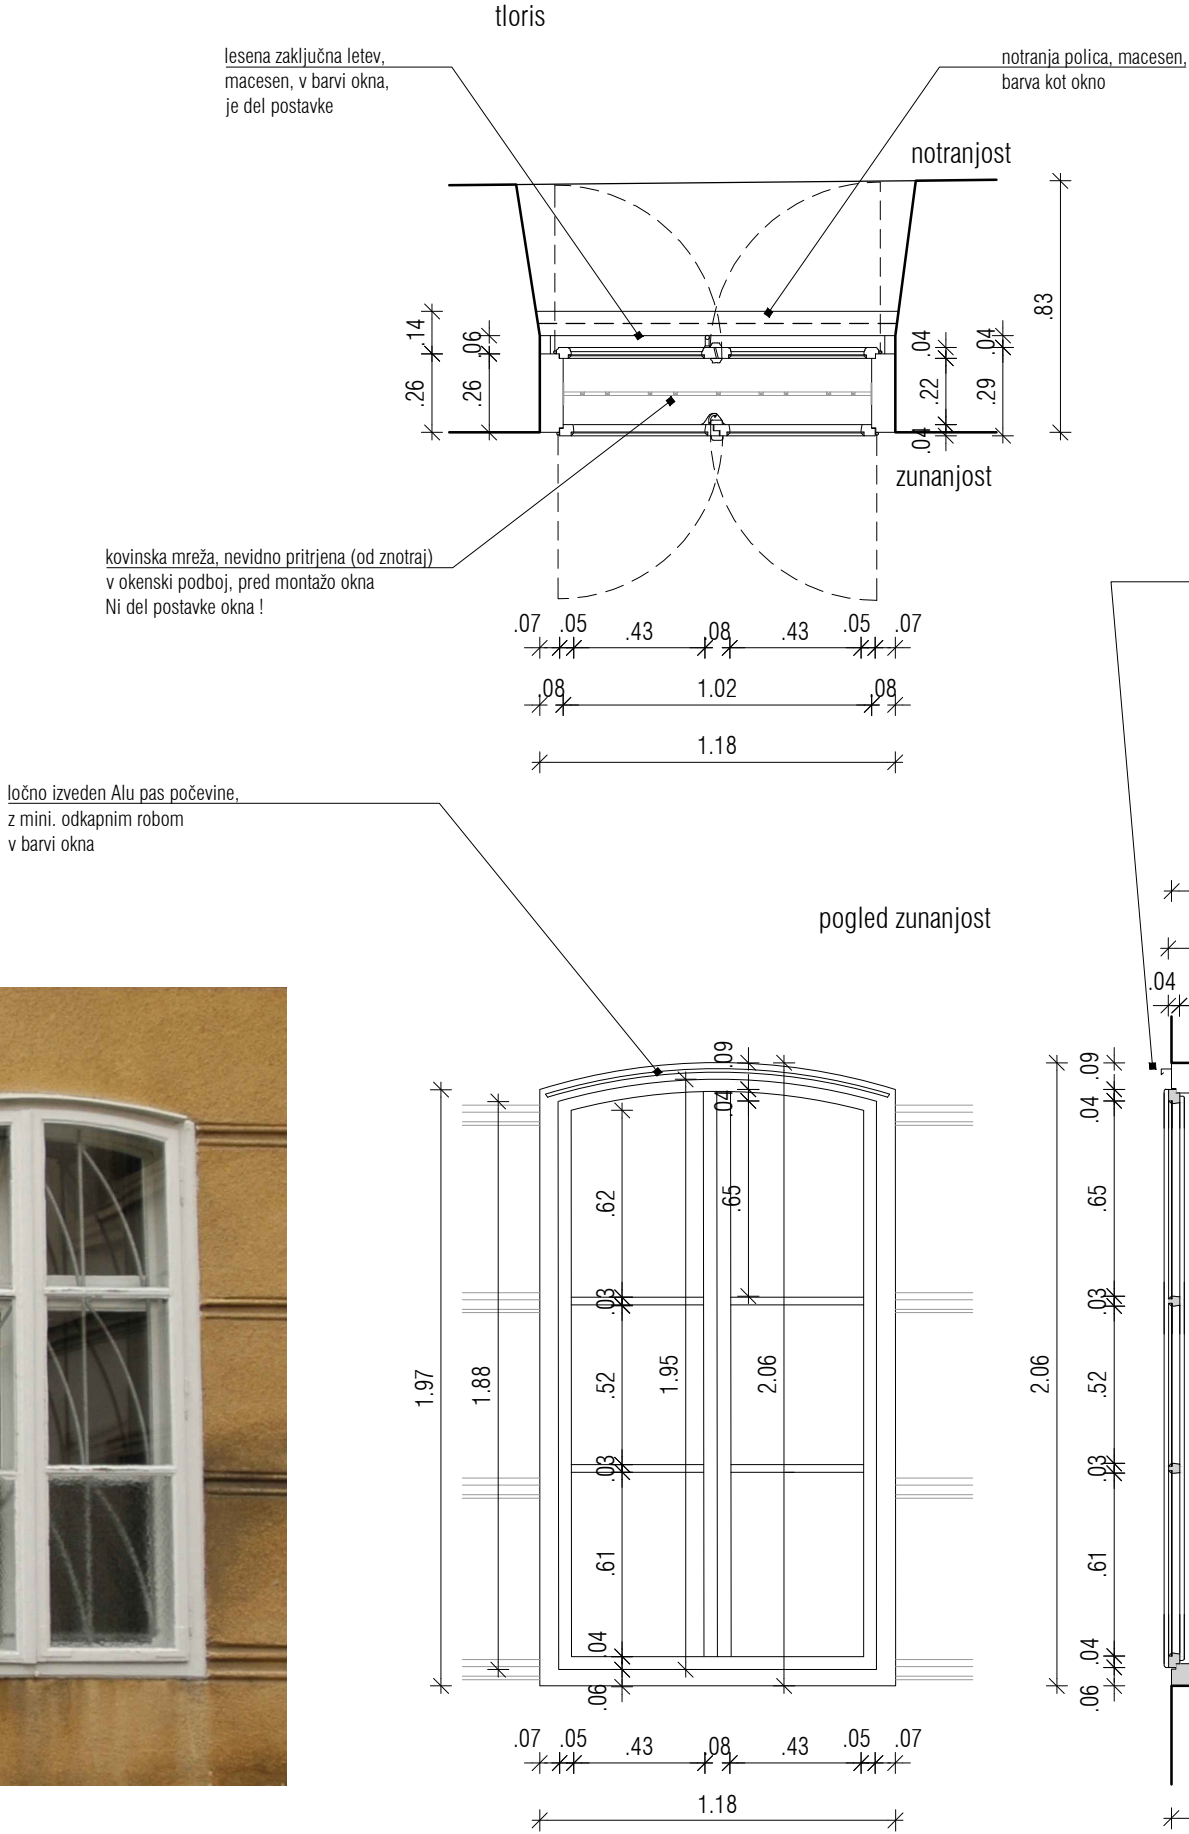 tloris
lesena zaključna letev,
macesen, v barvi okna,
je del postavke
notranja polica, macesen,
barva kot okno
notranjost
.83
.14
.06
.04
.04
.26
.26
.22
.29
.04
zunanjost
kovinska mreža, nevidno pritrjena (od znotraj)
v okenski podboj, pred montažo okna
Ni del postavke okna !
.07 .05 .43 .08 .43 .05 .07
.08 1.02 .08
1.18
ločno izveden Alu pas počevine,
z mini. odkapnim robom
v barvi okna
pogled zunanjost
.04
.09
.04
.09
.04
.62
.65
.65
.03
.03
1.97
1.88
.52
1.95
2.06
2.06
.52
.03
.03
.61
.61
.04
.04
.06
.06
.07 .05 .43 .08 .43 .05 .07
1.18